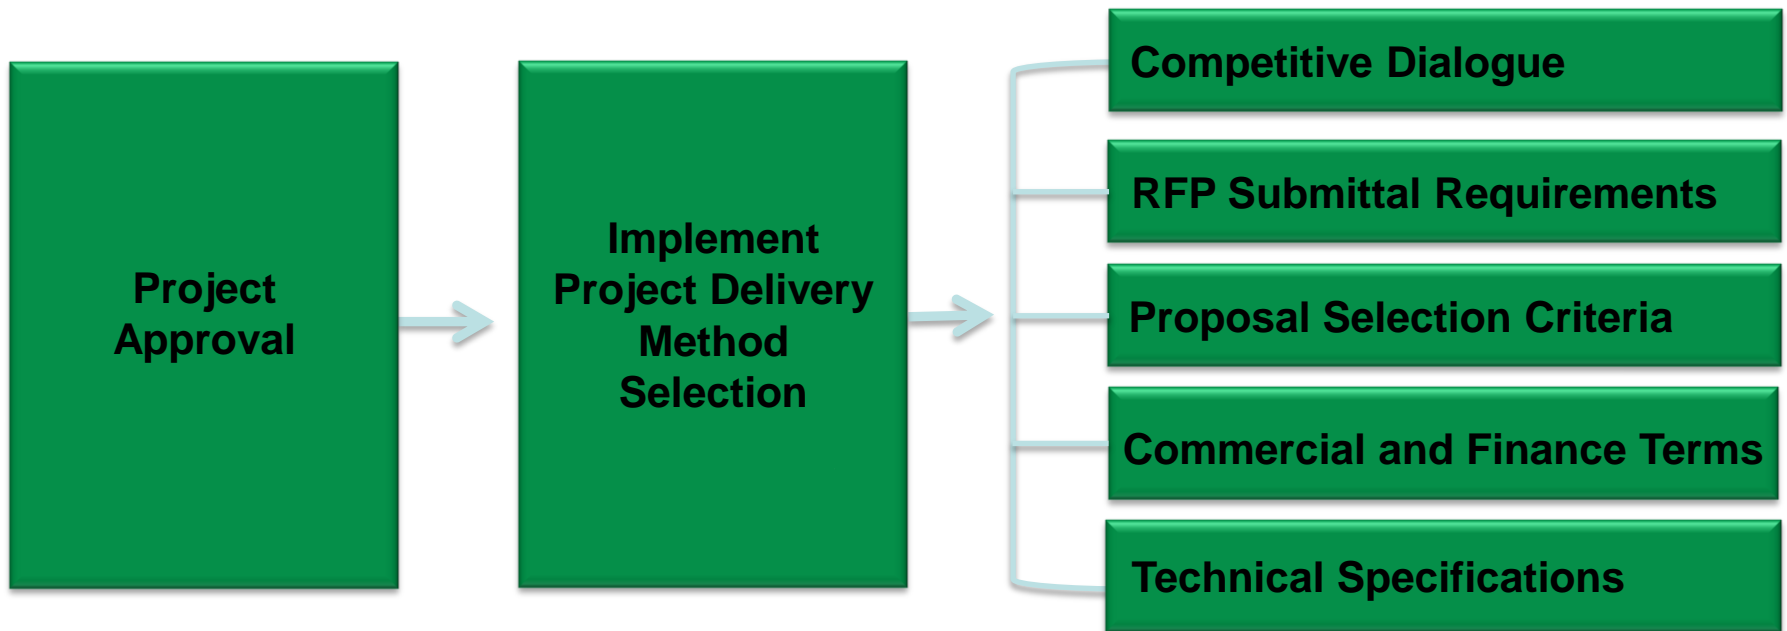 Project
Approval
Implement
Project Delivery
Method
Selection
Competitive Dialogue
RFP Submittal Requirements
Proposal Selection Criteria
Commercial and Finance Terms
Technical Specifications